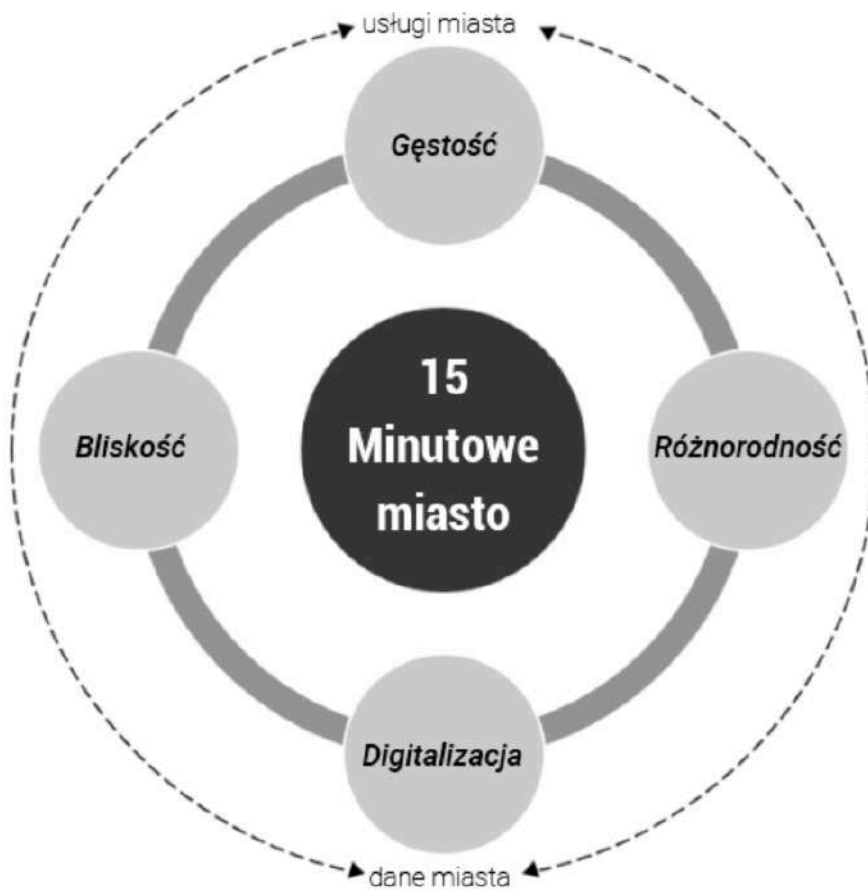 usługi miasta
Gęstość
Bliskość
15
Minutowe
miasto
Różnorodność
Digitalizacja
dane miasta